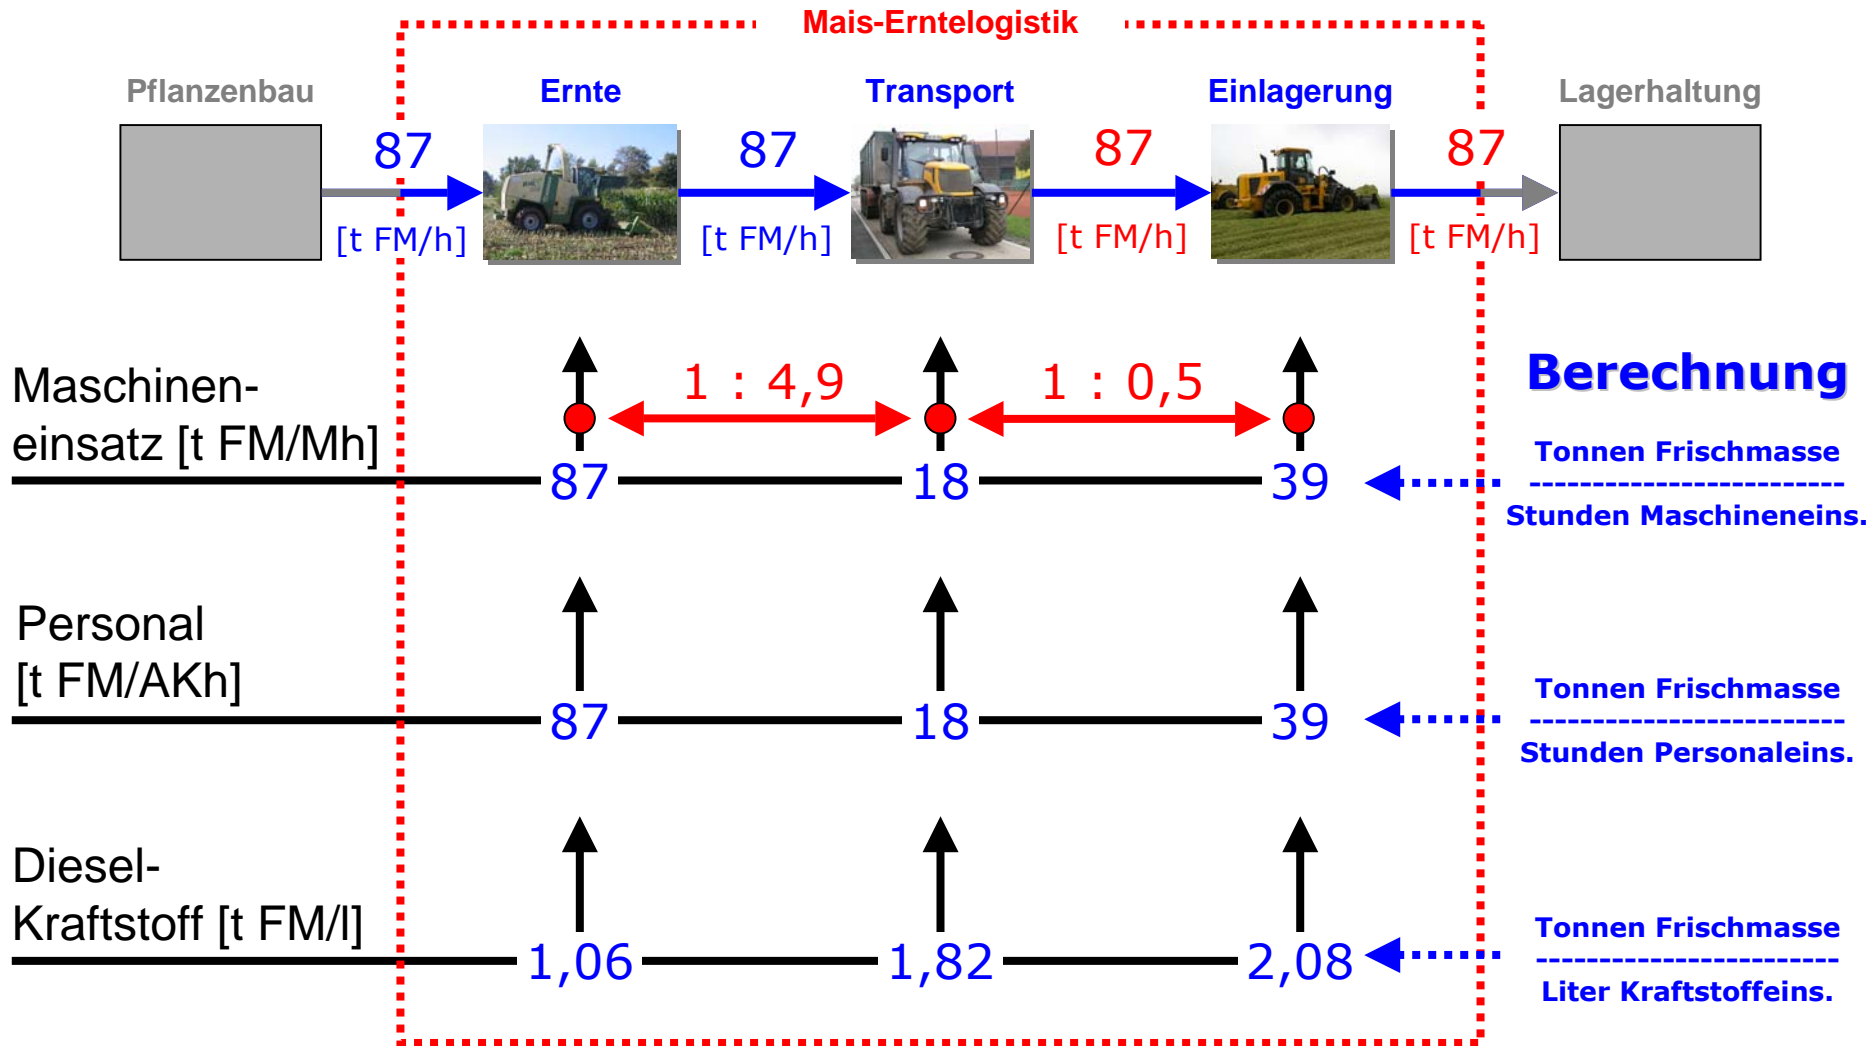 Mais-Erntelogistik
Pflanzenbau
Ernte
Transport
Einlagerung
Lagerhaltung
87
87
87
87
[t FM/h]
[t FM/h]
[t FM/h]
[t FM/h]
Maschinen-
einsatz [t FM/Mh]
1 : 4,9
1 : 0,5
87
18
39
Berechnung
Tonnen Frischmasse
--------------------------
Stunden Maschineneins.
Personal
[t FM/AKh]
87
18
39
Tonnen Frischmasse
--------------------------
Stunden Personaleins.
Diesel-
Kraftstoff [t FM/l]
1,06
1,82
2,08
Tonnen Frischmasse
------------------------
Liter Kraftstoffeins.